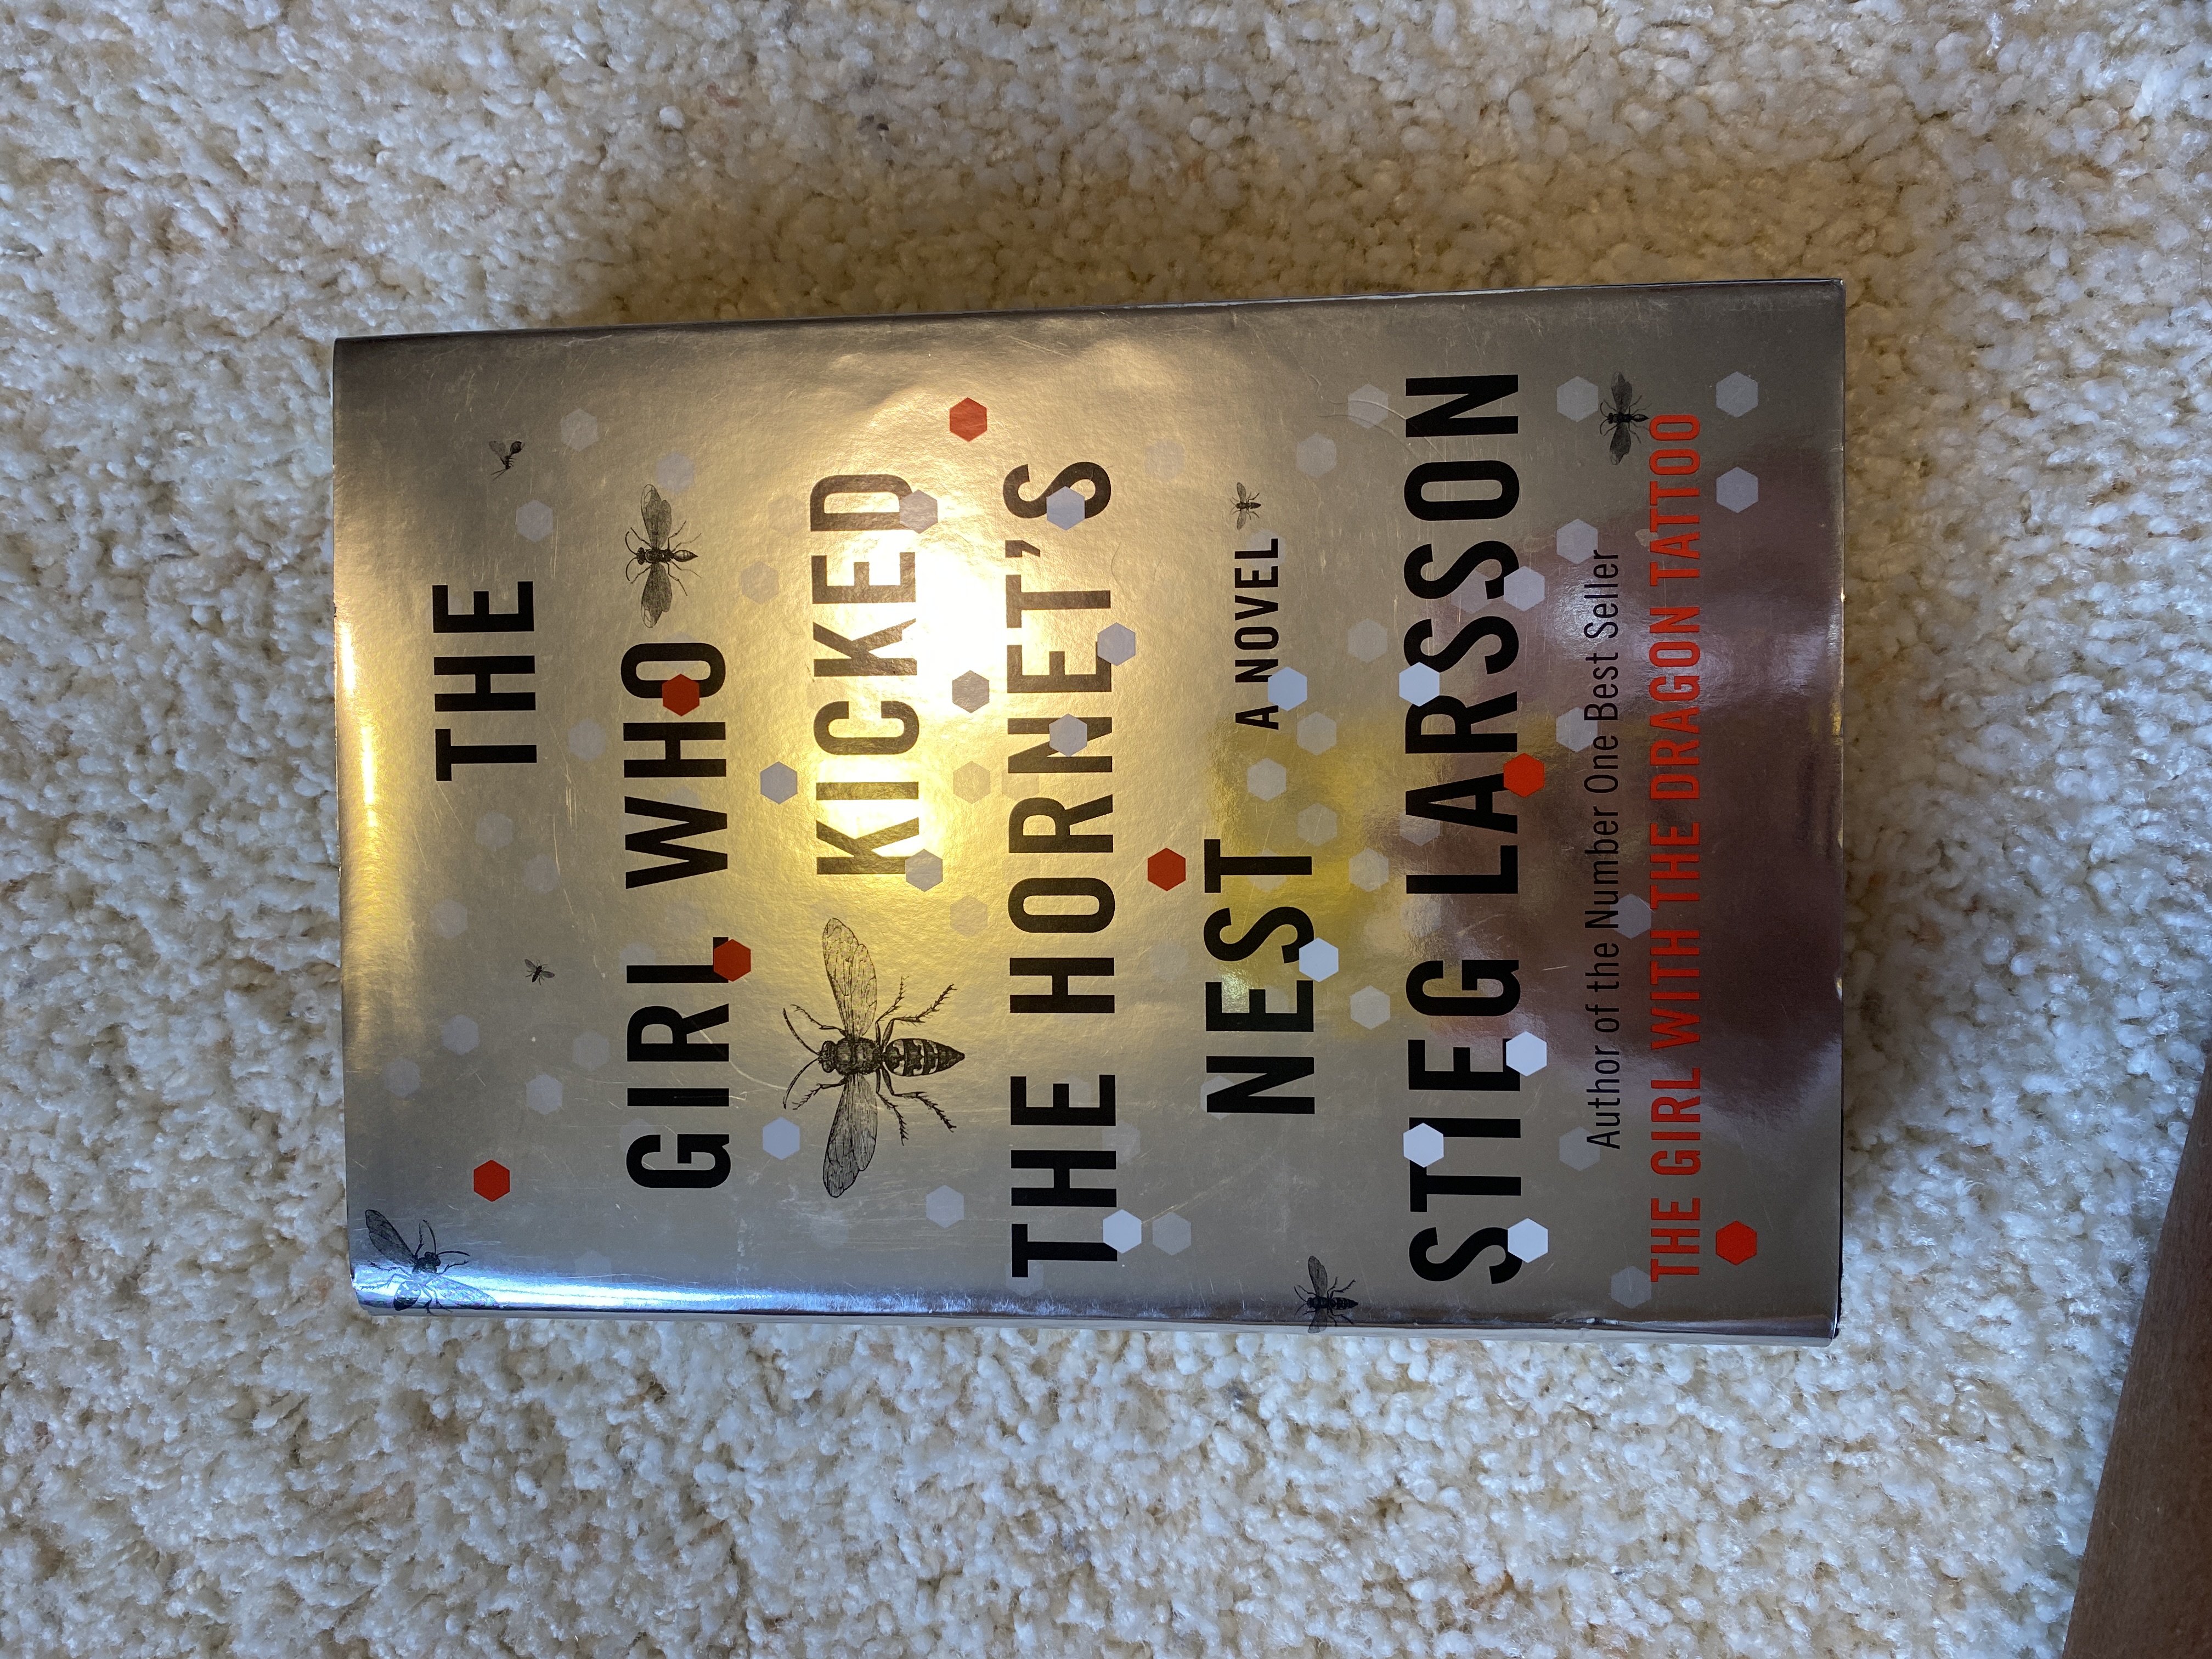 THE
GIRL WHO
KICKED
THE HORNET'S
NEST
A NOVEL
STIEG LARSSON
Author of the Number One Best Seller
THE GIRL WITH THE DRAGON TATTOO